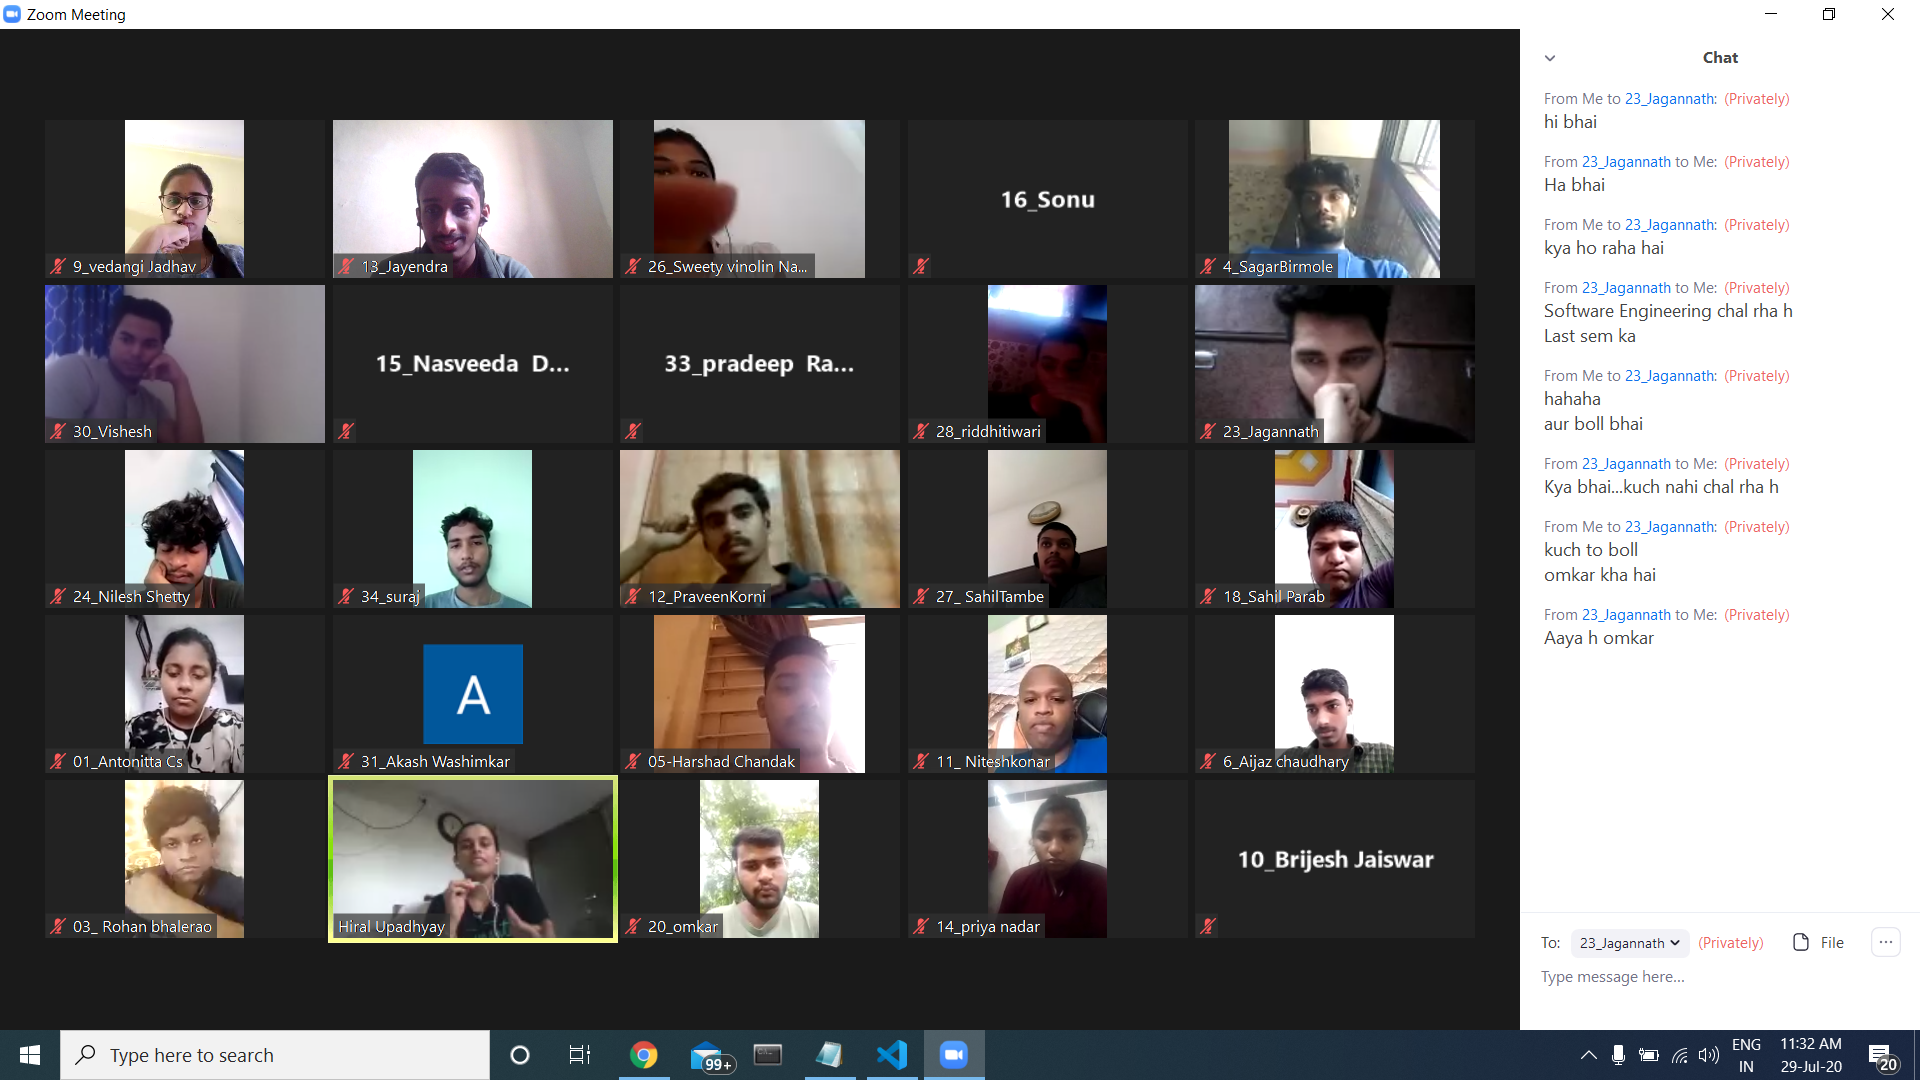 Zoom Meeting
9_vedangi Jadhav
13_Jayendra
26_Sweety vinolin Na...
16_Sonu
4_SagarBirmole
30_Vishesh
15_Nasveeda D...
33_pradeep Ra...
28_riddhitiwari
23_Jagannath
24_Nilesh Shetty
34_suraj
12_PraveenKorni
27_ SahilTambe
18_Sahil Parab
01_Antonitta Cs
A
31_Akash Washimkar
05-Harshad Chandak
11_ Niteshkonar
6_Aijaz chaudhary
03_ Rohan bhalerao
Hiral Upadhyay
20_omkar
14_priya nadar
10_Brijesh Jaiswar
Chat
From Me to 23_Jagannath: (Privately)
hi bhai
From 23_Jagannath to Me: (Privately)
Ha bhai
From Me to 23_Jagannath: (Privately)
kya ho raha hai
From 23_Jagannath to Me: (Privately)
Software Engineering chal rha h
Last sem ka
From Me to 23_Jagannath: (Privately)
hahaha
aur boll bhai
From 23_Jagannath to Me: (Privately)
Kya bhai...kuch nahi chal rha h
From Me to 23_Jagannath: (Privately)
kuch to boll
omkar kha hai
From 23_Jagannath to Me: (Privately)
Aaya h omkar
To: 23_Jagannath (Privately) File
Type message here...
Type here to search
99+
ENG
IN
11:32 AM
29-Jul-20
20